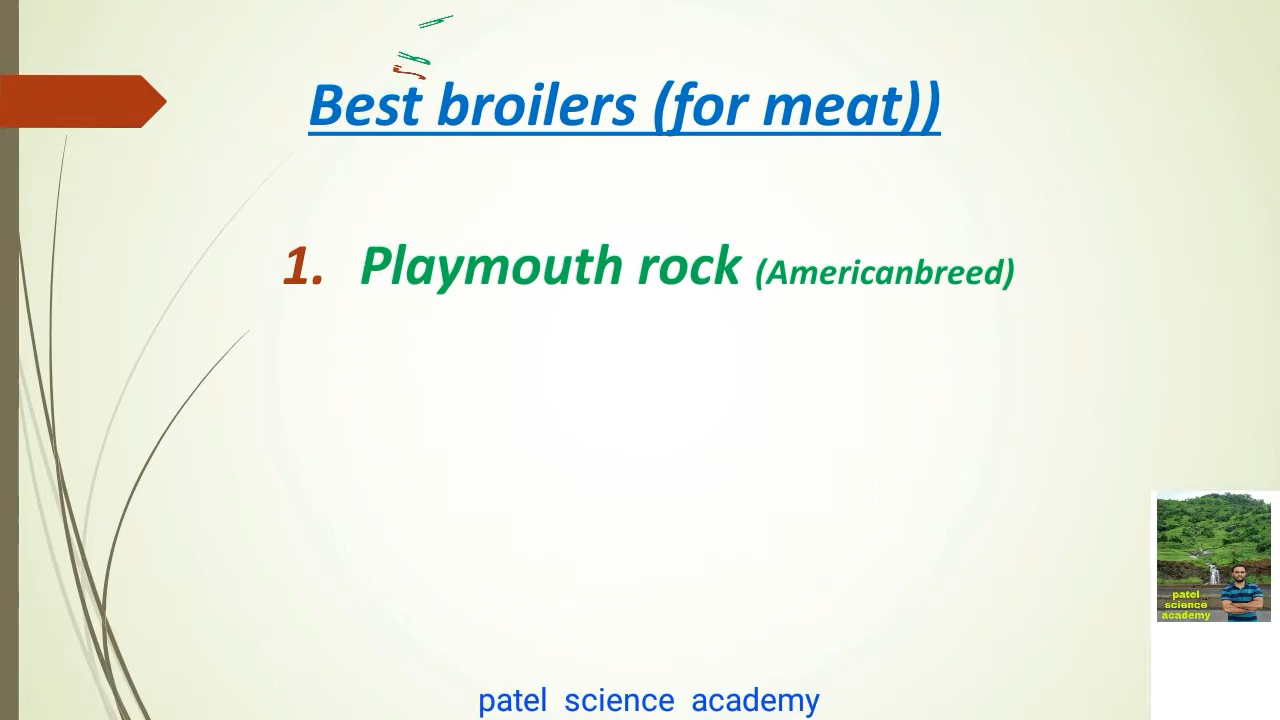 Best broilers (for meat))
1. Playmouth rock (Americanbreed)
patel
science
academy
patel science academy